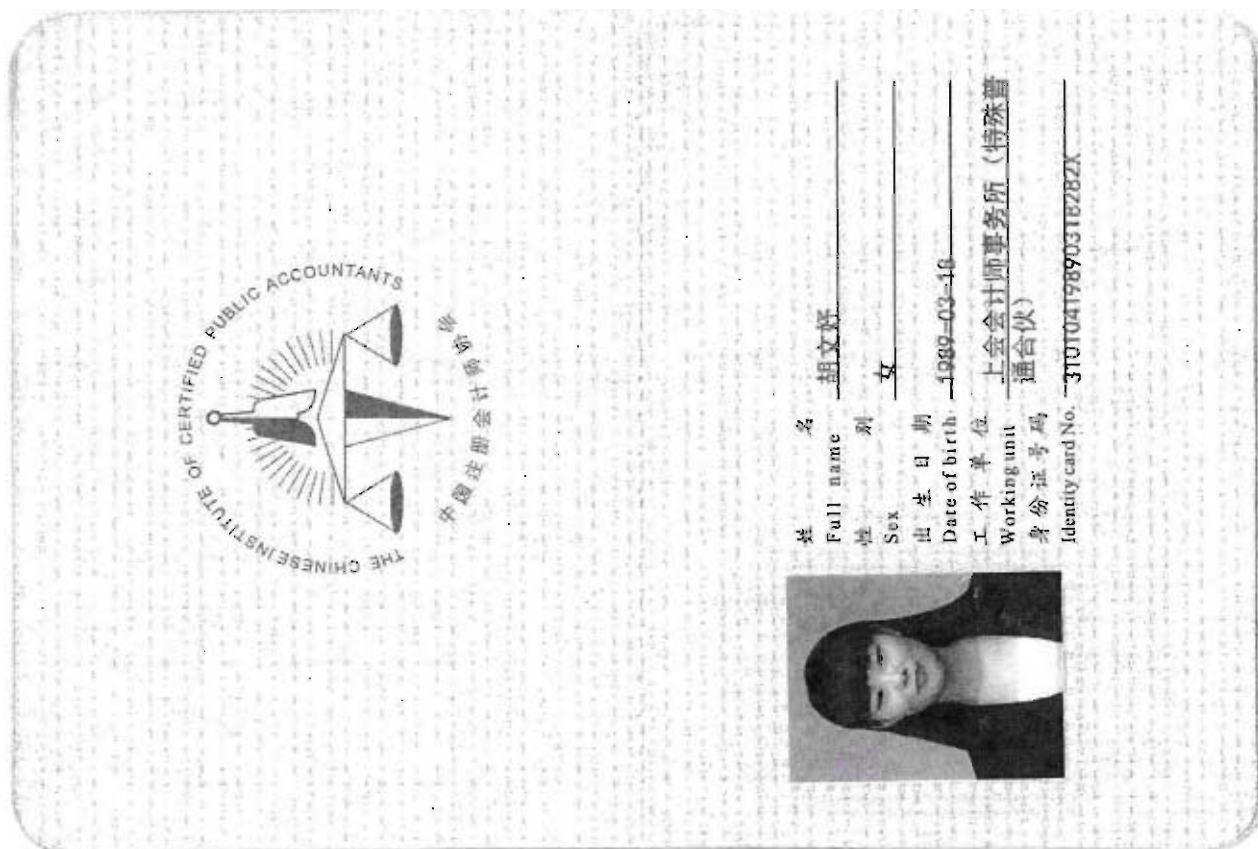 THE CHINESE INSTITUTE OF CERTIFIED PUBLIC ACCOUNTANTS
中国注册会计师协会
姓 名 胡文妤
Full name
性 别
Sex 女
出 生 日 期
Date of birth 1989-03-18
工 作 单 位 上会会计师事务所（特殊普
Working unit 通合伙）
身 份 证 号 码
Identity card No. 31010419890318282X